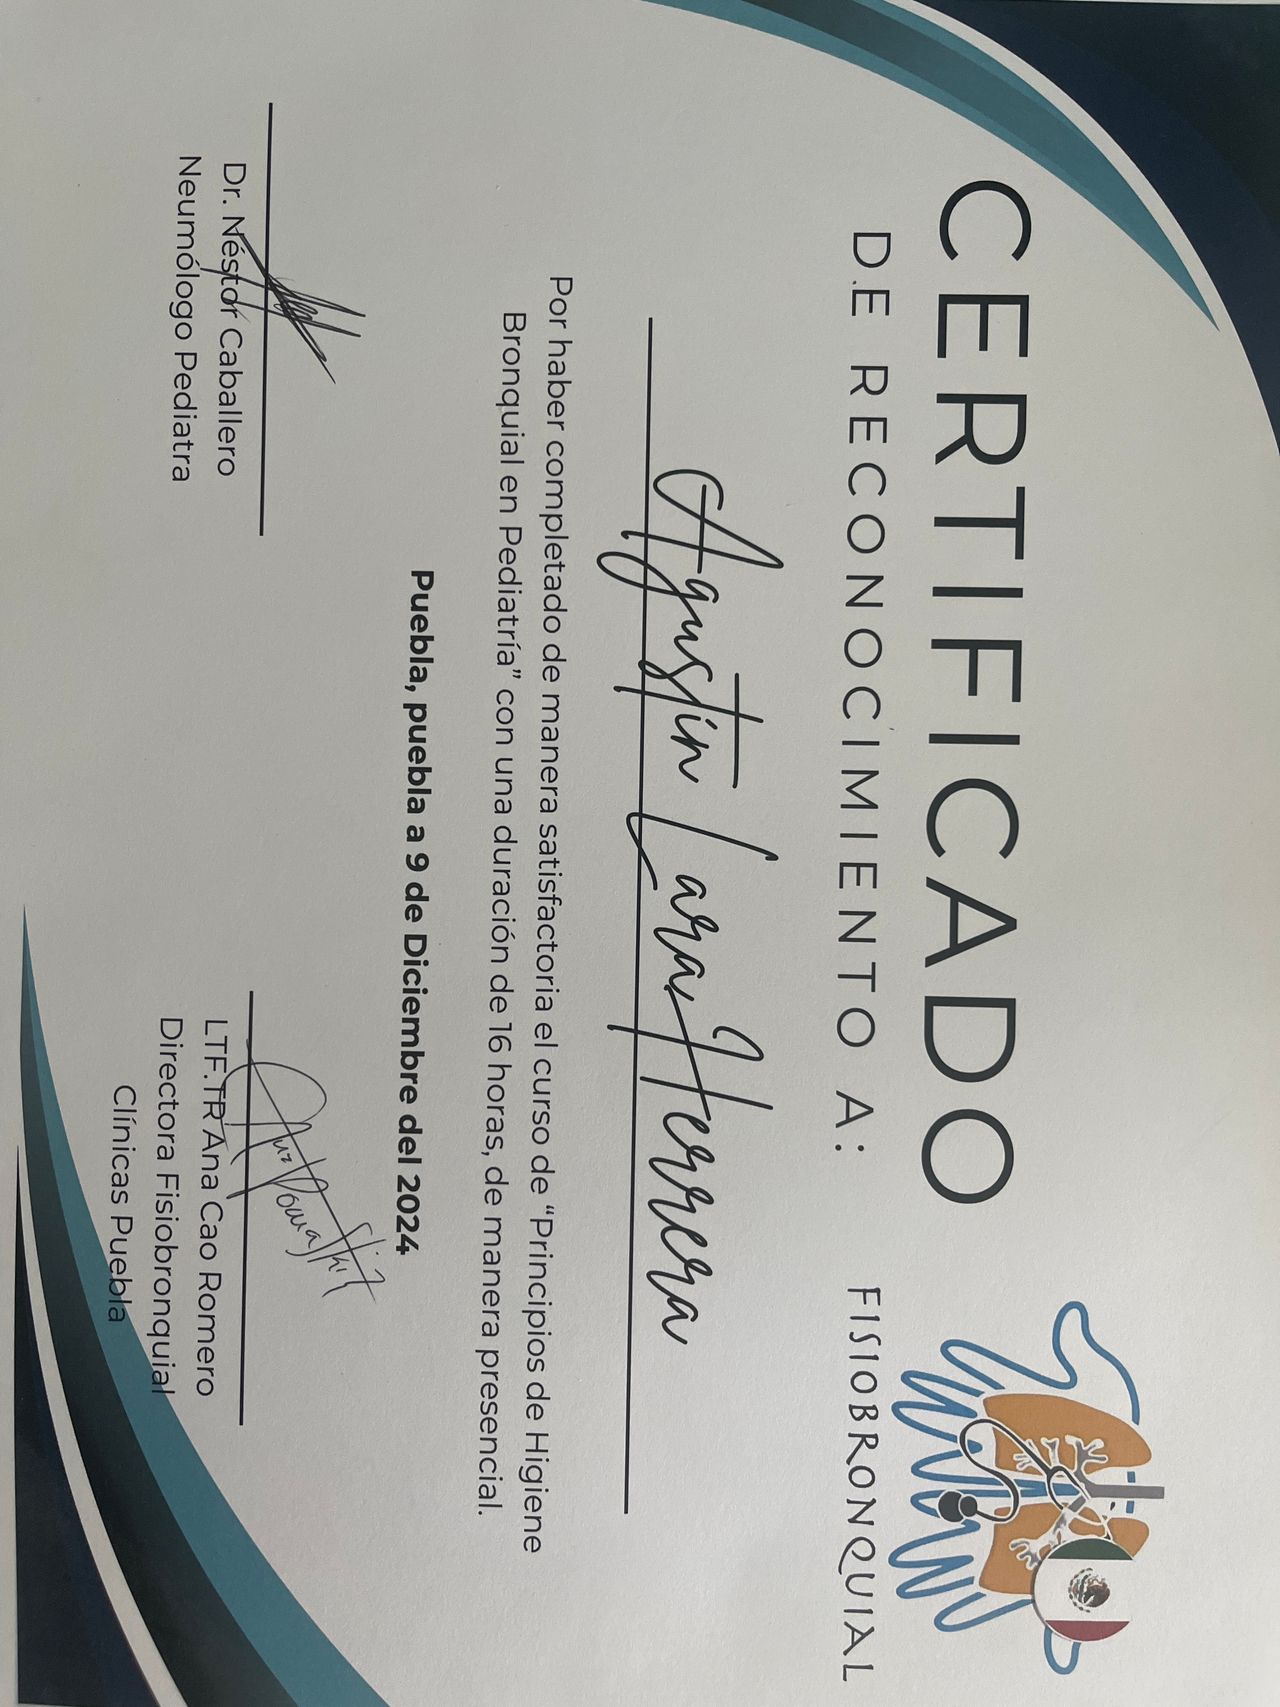 CERTIFICADO
DE RECONOCIMIENTO A:
FISIOBRONQUIAL
Agustín Lara Herrera
Por haber completado de manera satisfactoria el curso de “Principios de Higiene
Bronquial en Pediatría” con una duración de 16 horas, de manera presencial.
Puebla, puebla a 9 de Diciembre del 2024
Dr. Néstor Caballero
Neumólogo Pediatra
LTF.TR Ana Cao Romero
Directora Fisiobronquial
Clínicas Puebla